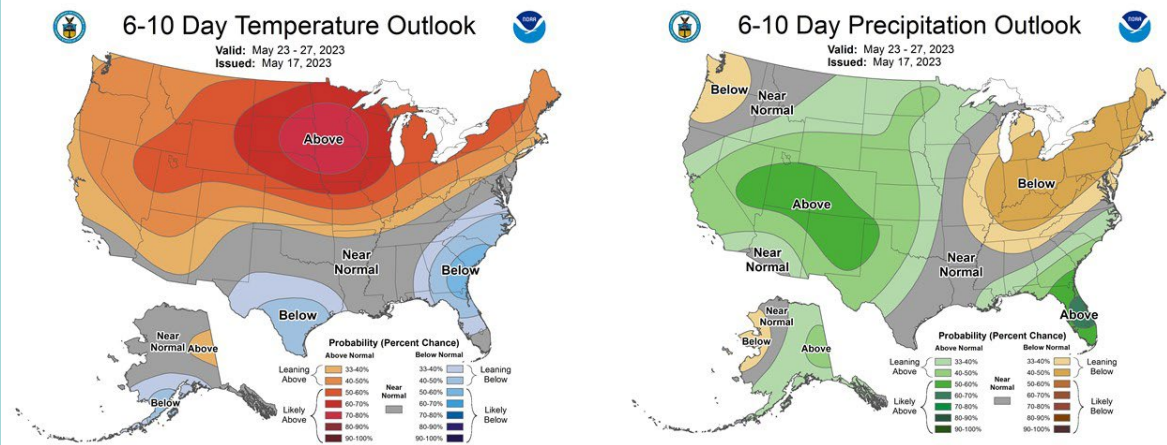 6-10 Day Temperature Outlook
Valid: May 23 - 27, 2023
Issued: May 17, 2023
Above
Near
Normal
Below
Below
Near
Normal
Above
Below
Probability (Percent Chance)
Above Normal
Below Normal
Leaning
Above
Likely
Above
33-40%
40-50%
50-60%
60-70%
70-80%
80-90%
90-100%
Near
Normal
33-40%
40-50%
50-60%
60-70%
70-80%
80-90%
90-100%
Leaning
Below
Likely
Below
6-10 Day Precipitation Outlook
NOAA
Valid: May 23 - 27, 2023
Issued: May 17, 2023
Below
Near
Normal
Above
Below
Near
Normal
Near
Normal
Above
Near
Normal
Below
Above
Probability (Percent Chance)
Above Normal
Below Normal
Leaning
Above
Likely
Above
33-40%
40-50%
50-60%
60-70%
70-80%
80-90%
90-100%
Near
Normal
33-40%
40-50%
50-60%
60-70%
70-80%
80-90%
90-100%
Leaning
Below
Likely
Below